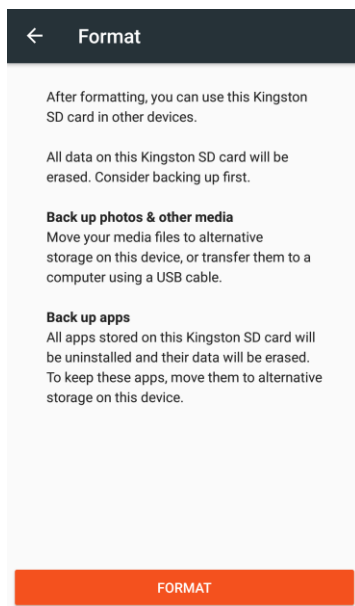 Format
After formatting, you can use this Kingston
SD card in other devices.
All data on this Kingston SD card will be
erased. Consider backing up first.
Back up photos & other media
Move your media files to alternative
storage on this device, or transfer them to a
computer using a USB cable.
Back up apps
All apps stored on this Kingston SD card will
be uninstalled and their data will be erased.
To keep these apps, move them to alternative
storage on this device.
FORMAT